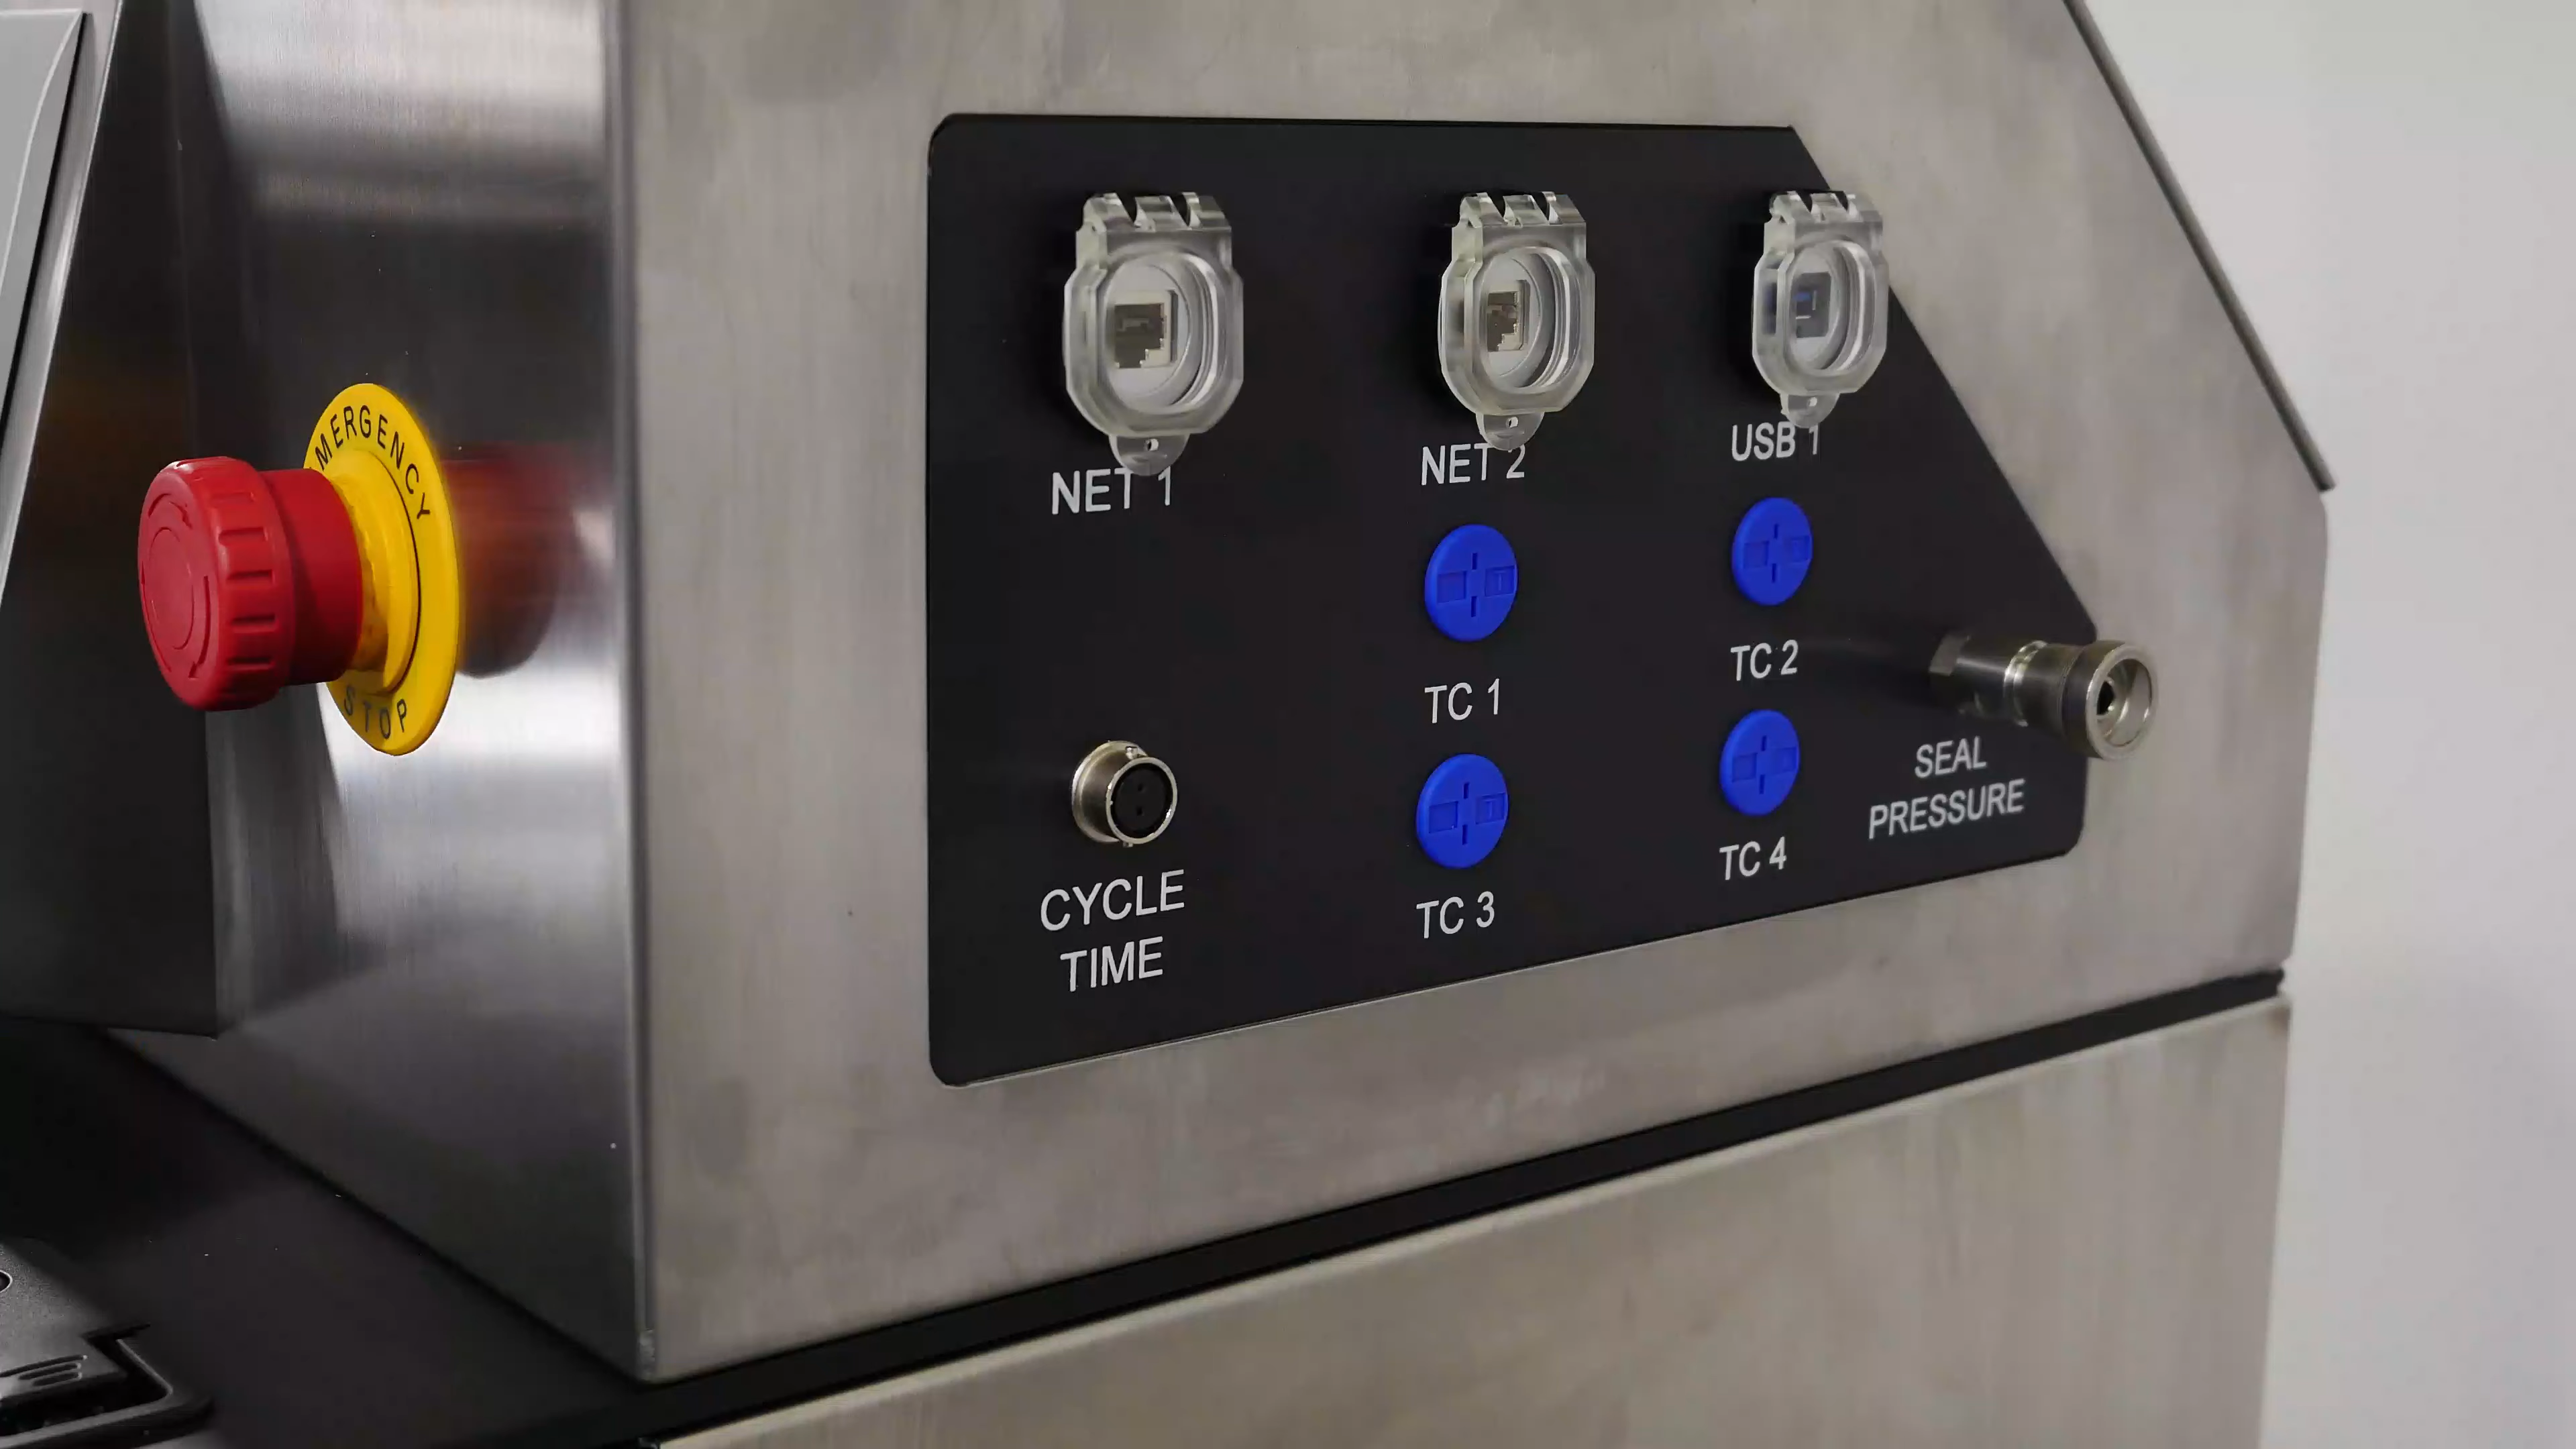 EMERGENCY
STOP
NET 1
NET 2
USB 1
TC 1
TC 2
CYCLE
TIME
TC 3
TC 4
SEAL
PRESSURE